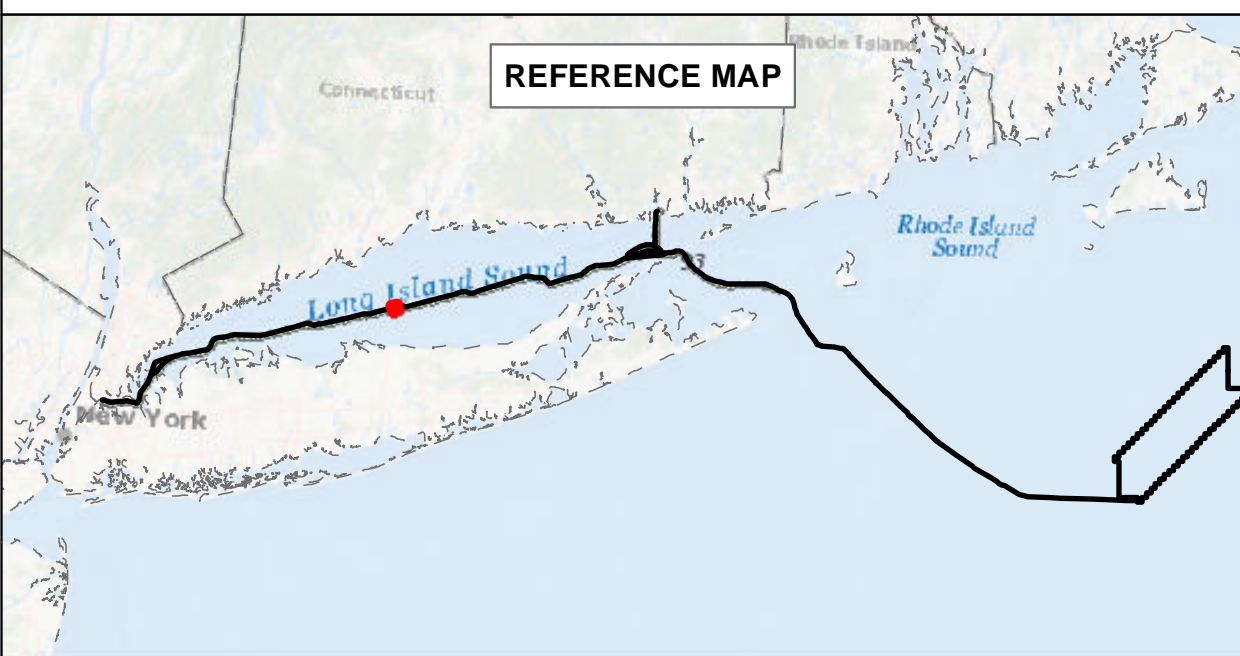 REFERENCE MAP
Rhode Island
Connecticut
Rhode Island
Sound
Long Island Sound
New York